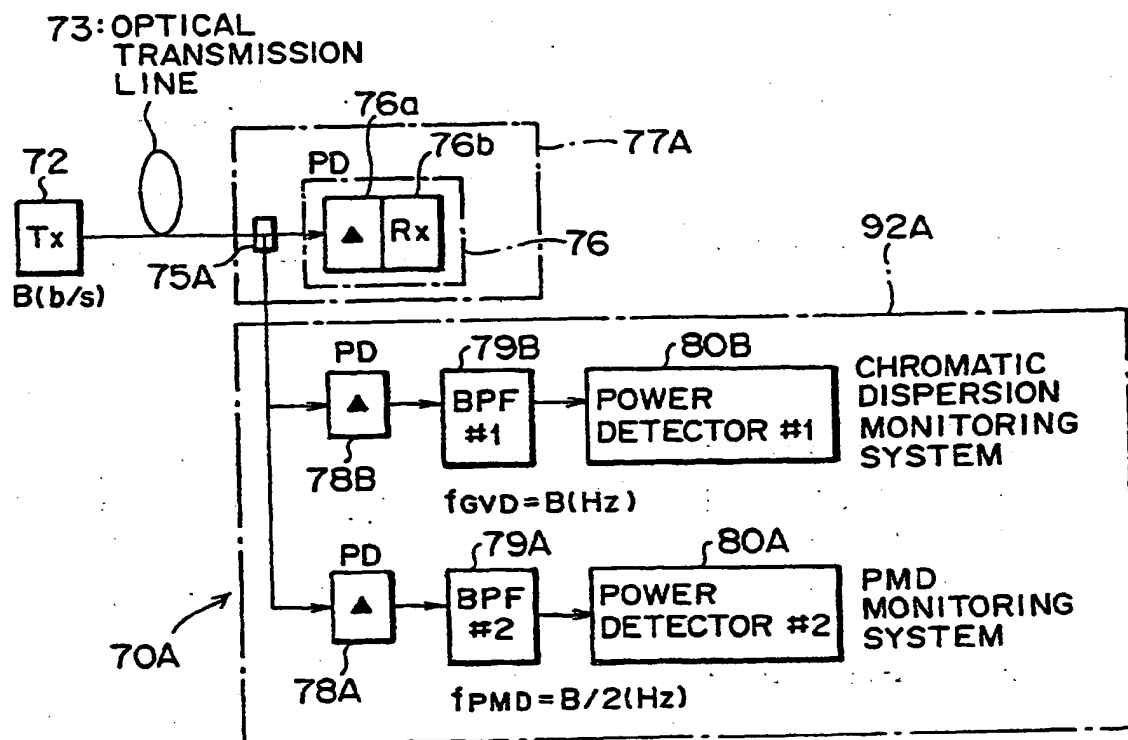 73: OPTICAL
TRANSMISSION
LINE
76a
76b
77A
72
PD
Tx
Rx
76
75A
92A
B(b/s)
PD
79B
80B
CHROMATIC
DISPERSION
MONITORING
SYSTEM
BPF
#1
POWER
DETECTOR #1
78B
fGVD=B(Hz)
PD
79A
80A
PMD
MONITORING
SYSTEM
BPF
#2
POWER
DETECTOR #2
70A
78A
fPMD=B/2(Hz)